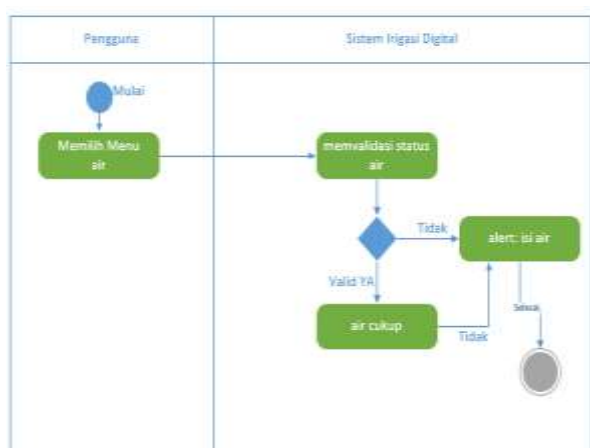 Pengguna
Sistem Irigasi Digital
Mulai
Memilih Menu
air
memvalidasi status
air
Tidak
alert: isi air
Valid YA
Selesai
air cukup
Tidak